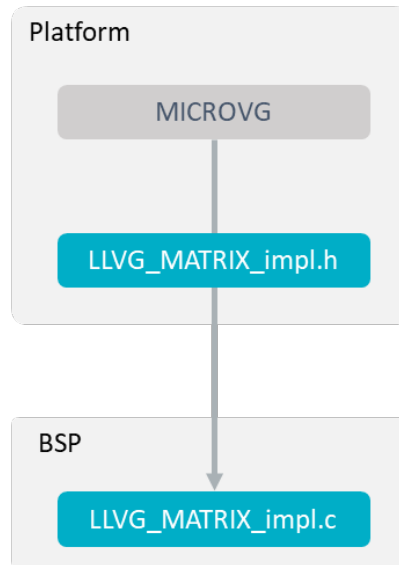 Platform
MICROVG
LLVG_MATRIX_impl.h
BSP
LLVG_MATRIX_impl.c